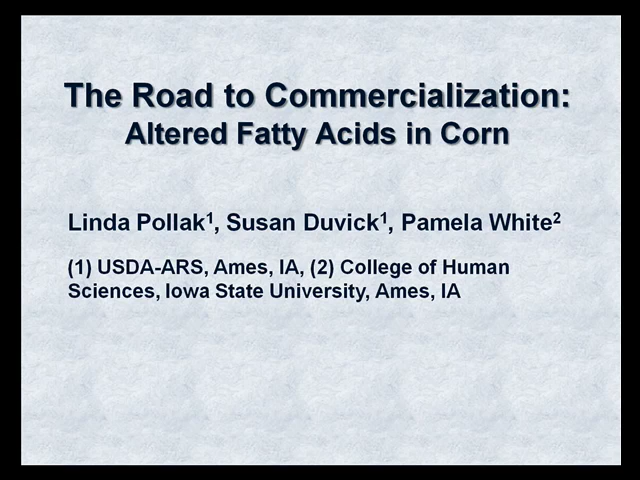 The Road to Commercialization:
Altered Fatty Acids in Corn
Linda Pollak¹, Susan Duvick¹, Pamela White²
(1) USDA-ARS, Ames, IA, (2) College of Human
Sciences, Iowa State University, Ames, IA